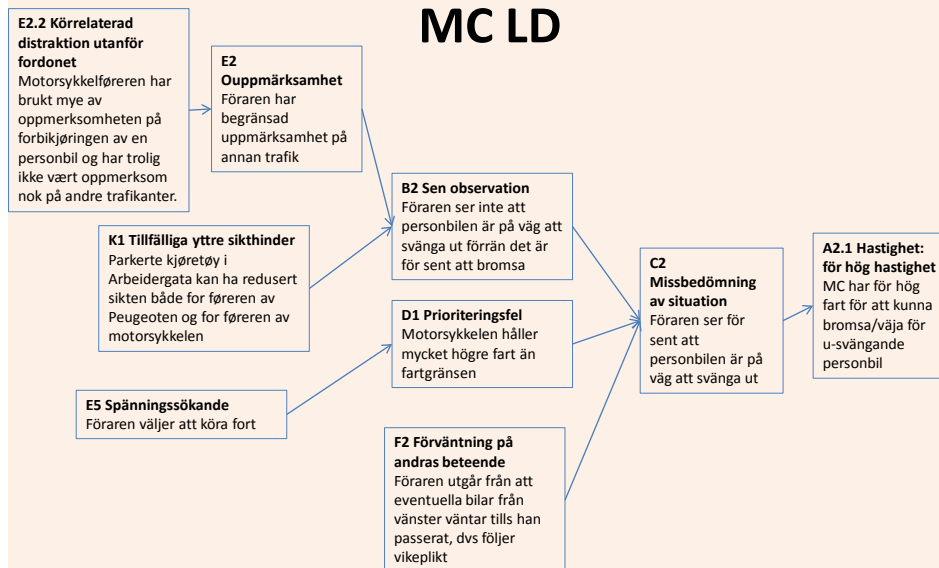 MC LD
E2.2 Körrelaterad
distraktion utanför
fordonet
Motorsykkelføreren har
brukt mye av
oppmerksomheten på
forbikjøringen av en
personbil og har trolig
ikke vært oppmerksom
nok på andre trafikanter.
E2
Ouppmärksamhet
Föraren har
begränsad
uppmärksamhet på
annan trafik
K1 Tillfälliga yttre sikthinder
Parkerte kjøretøy i
Arbeidergata kan ha redusert
sikten både for føreren av
Peugeoten og for føreren av
motorsykkelen
E5 Spänningssökande
Föraren väljer att köra fort
B2 Sen observation
Föraren ser inte att
personbilen är på väg att
svänga ut förrän det är
för sent att bromsa
D1 Prioriteringsfel
Motorsykkelen håller
mycket högre fart än
fartgränsen
F2 Förväntning på
andras beteende
Föraren utgår från att
eventuella bilar från
vänster väntar tills han
passerat, dvs följer
vikeplikt
C2
Missbedömning
av situation
Föraren ser för
sent att
personbilen är på
väg att svänga ut
A2.1 Hastighet:
för hög hastighet
MC har för hög
fart för att kunna
bromsa/väja för
u-svängande
personbil